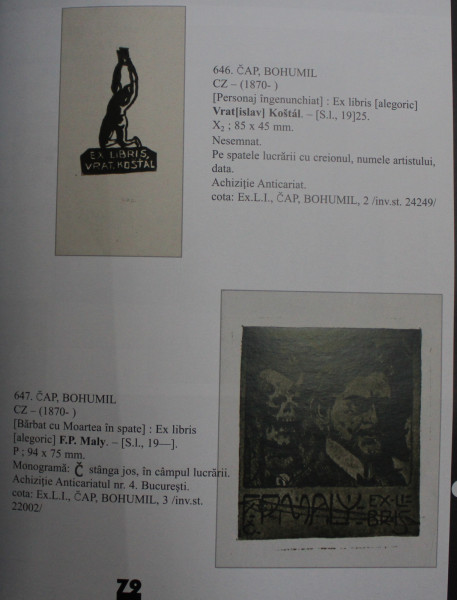 EX LIBRIS,
VRAT. KOŠTÁL
646. ČAP, BOHUMIL
CZ – (1870- )
[Personaj îngenunchiat] : Ex libris [alegoric]
Vrat[islav] Koštál. – [S.l., 19]25.
X2 ; 85 x 45 mm.
Nesemnat.
Pe spatele lucrării cu creionul, numele artistului,
data.
Achiziție Anticariat.
cota: Ex.L.I., ČAP, BOHUMIL, 2 /inv.st. 24249/
647. ČAP, BOHUMIL
CZ – (1870- )
[Bărbat cu Moartea în spate] : Ex libris
[alegoric] F.P. Maly. – [S.l., 19—].
P ; 94 x 75 mm.
Monogramă: Č stânga jos, în câmpul lucrării.
Achiziție Anticariatul nr. 4. București.
cota: Ex.L.I., ČAP, BOHUMIL, 3 /inv.st.
22002/
F.P. MALY: EX-LI-
BRIS
Č
79